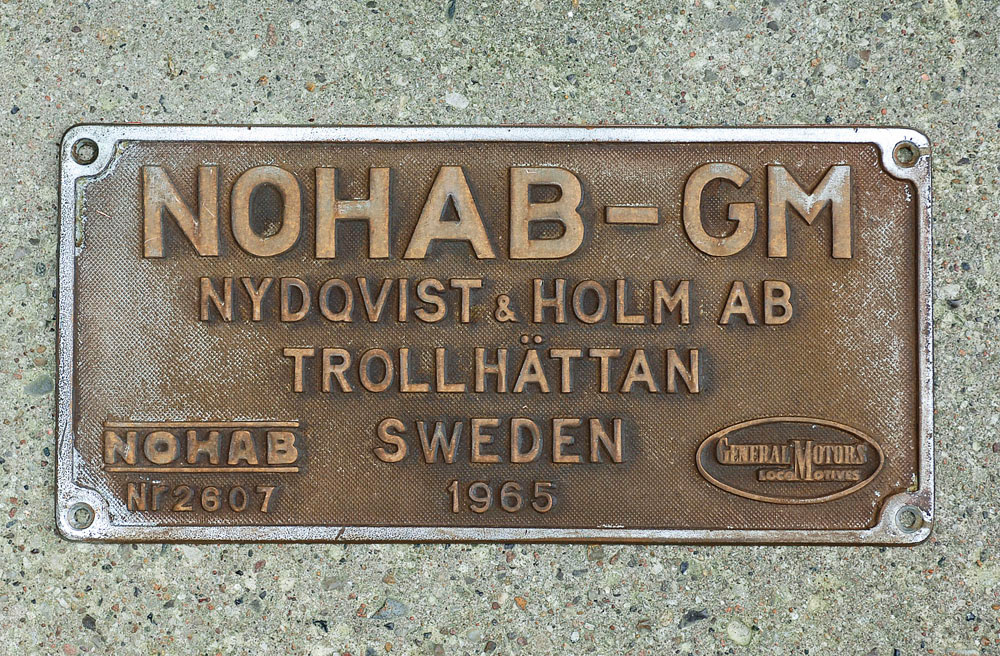 NOHAB-GM
NYDQVIST & HOLM AB
TROLLHÄTTAN
SWEDEN
1965
NOHAB
Nr 2607
GENERAL MOTORS
LOCOMOTIVES